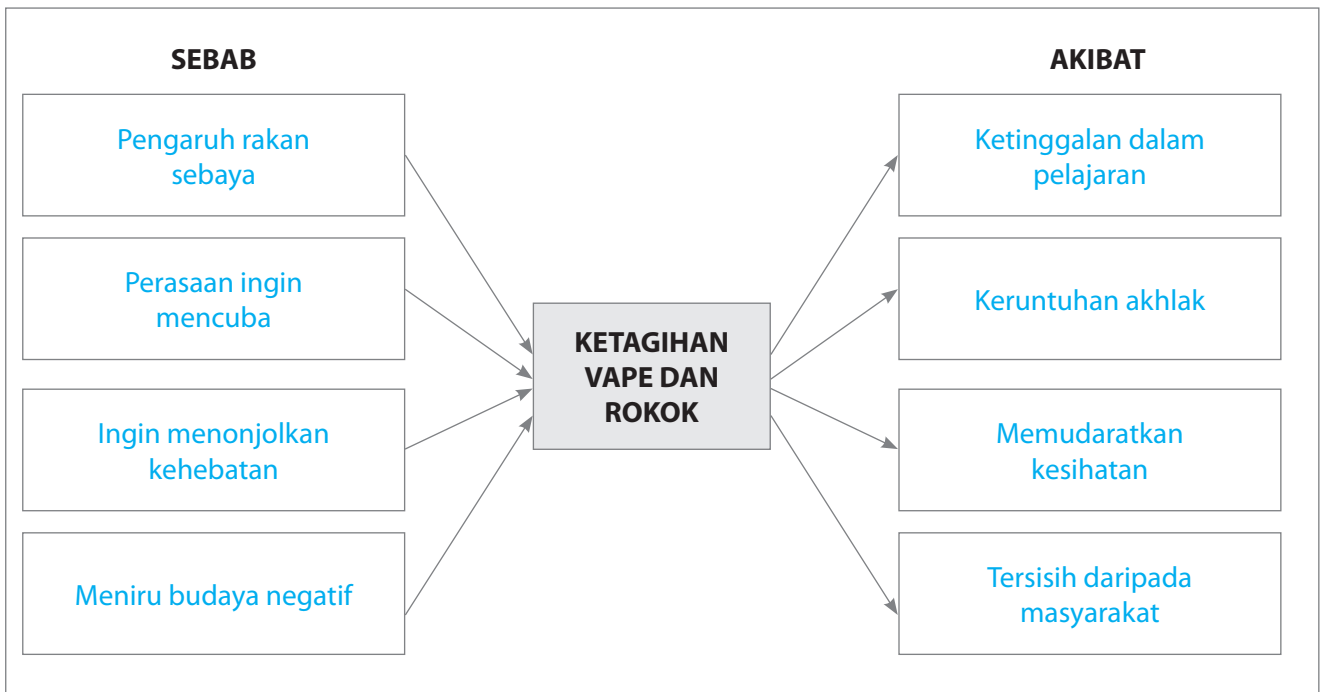 SEBAB
Pengaruh rakan
sebaya
Perasaan ingin
mencuba
Ingin menonjolkan
kehebatan
Meniru budaya negatif
KETAGIHAN
VAPE DAN
ROKOK
AKIBAT
Ketinggalan dalam
pelajaran
Keruntuhan akhlak
Memudaratkan
kesihatan
Tersisih daripada
masyarakat